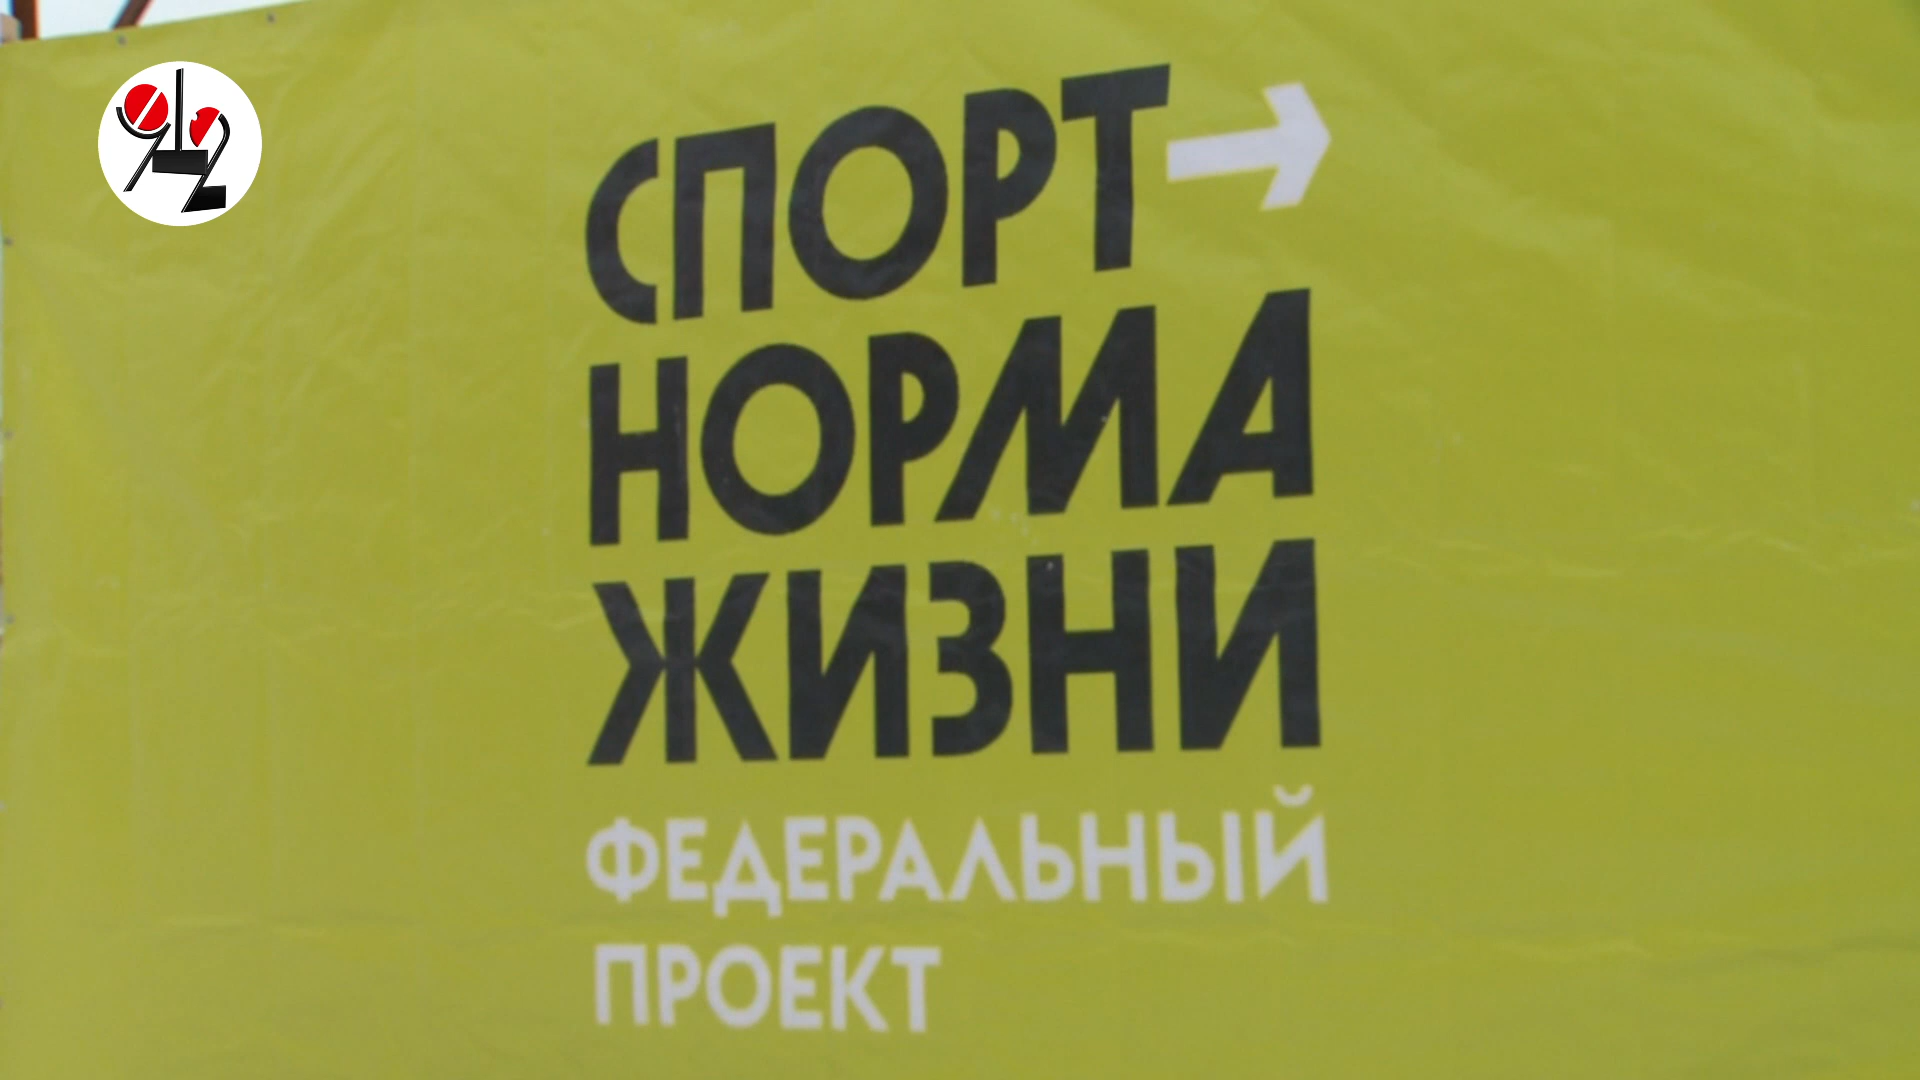 СПОРТ→
НОРМА
ЖИЗНИ
ФЕДЕРАЛЬНЫЙ
ПРОЕКТ